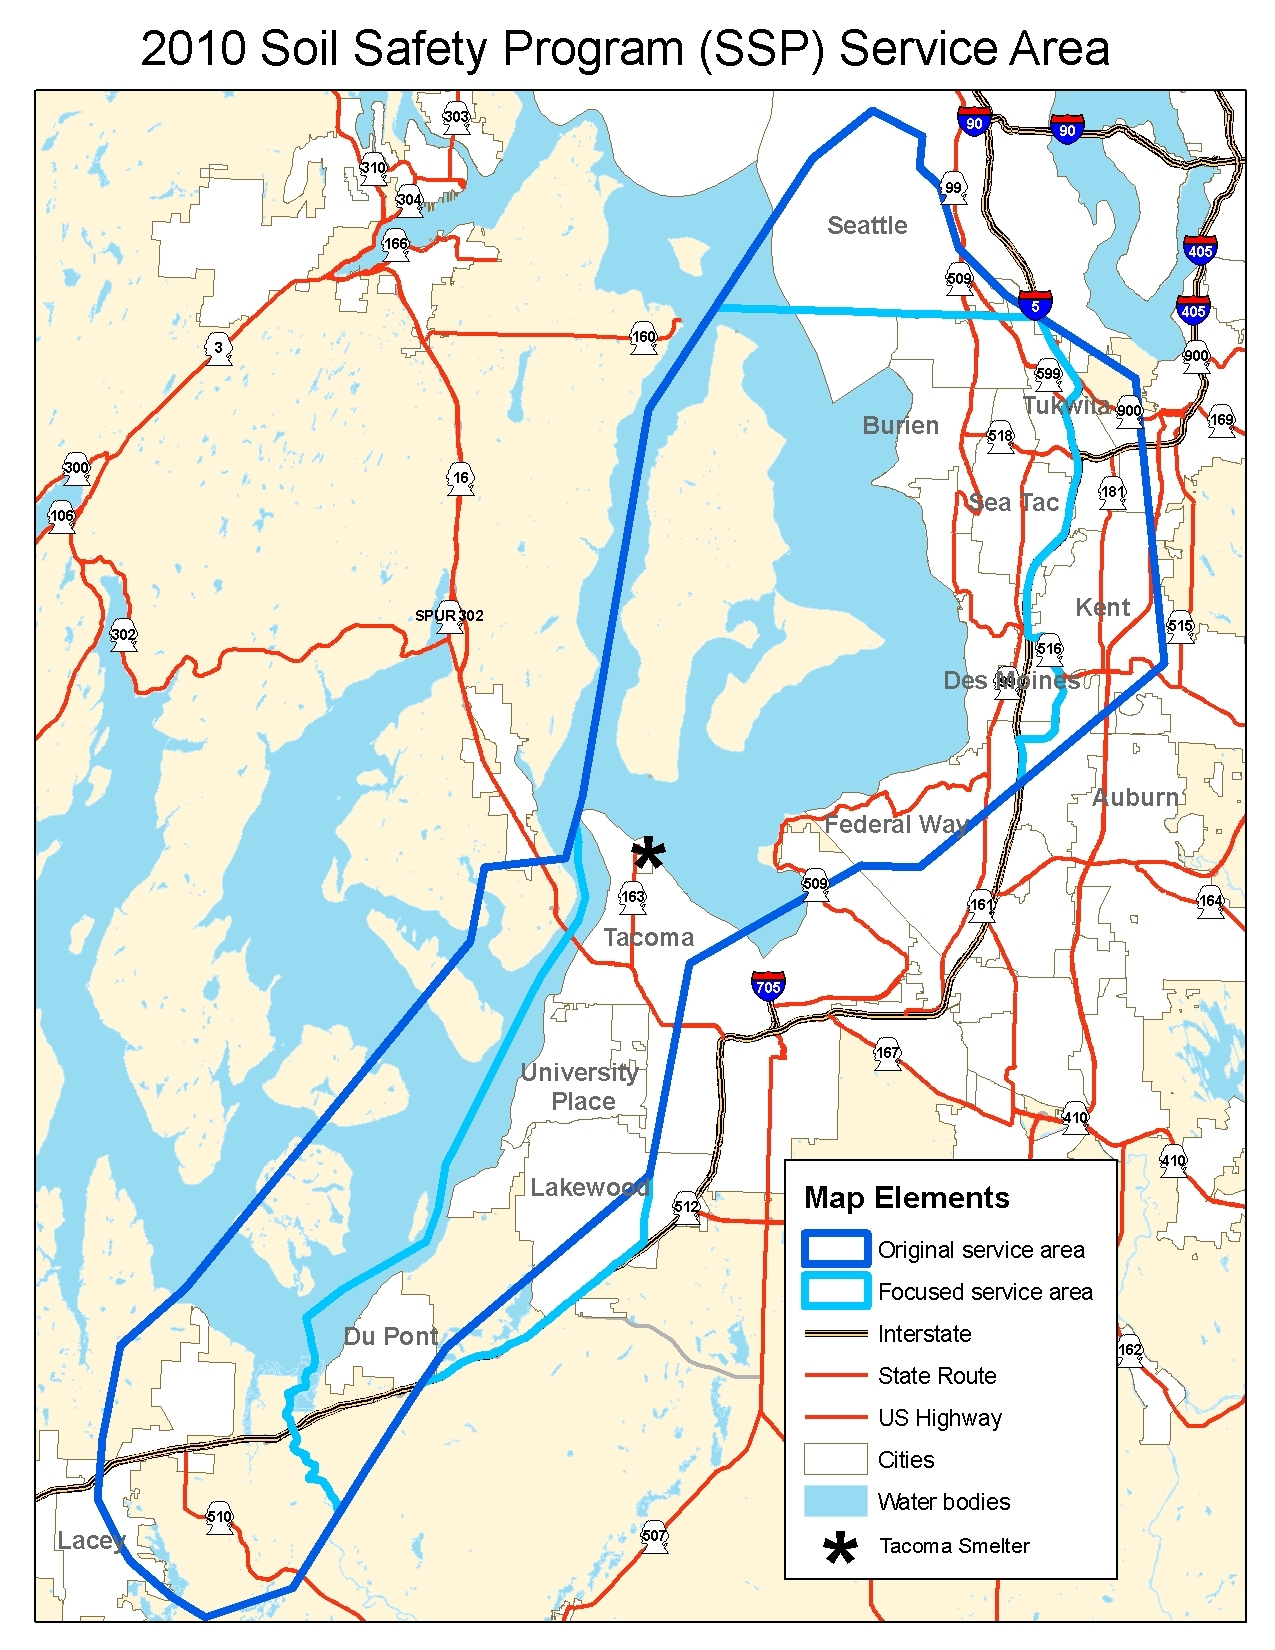 2010 Soil Safety Program (SSP) Service Area
303
90
90
310
99
304
Seattle
166
405
509
5
405
160
3
900
599
Tukwila
900
169
Burien
518
300
16
181
Sea Tac
106
Kent
SPUR 302
515
302
516
Des Moines
99
Auburn
Federal Way
509
163
164
161
Tacoma
705
167
University
Place
410
410
Lakewood
512
Map Elements
Original service area
Focused service area
Interstate
State Route
US Highway
Cities
Water bodies
Tacoma Smelter
Du Pont
162
510
507
Lacey